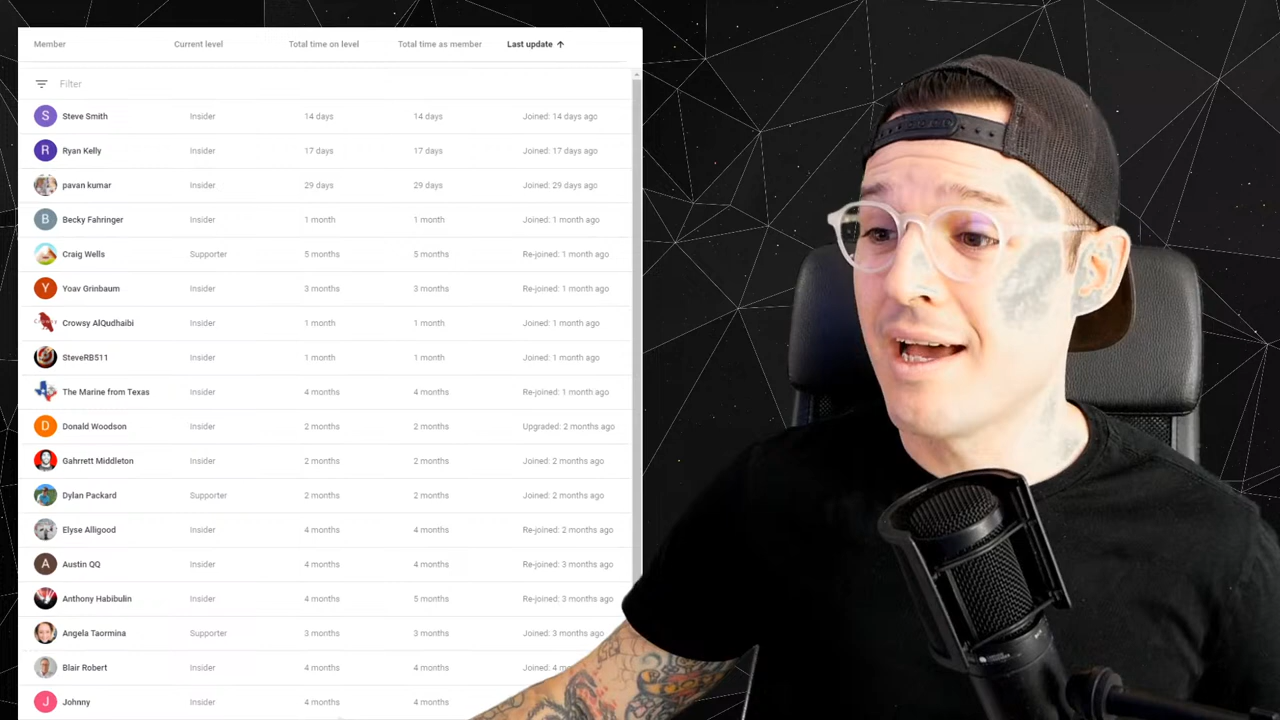 Member Current level Total time on level Total time as member Last update ↑
Filter
S Steve Smith Insider 14 days 14 days Joined: 14 days ago
R Ryan Kelly Insider 17 days 17 days Joined: 17 days ago
pavan kumar Insider 29 days 29 days Joined: 29 days ago
B Becky Fahringer Insider 1 month 1 month Joined: 1 month ago
Craig Wells Supporter 5 months 5 months Re-joined: 1 month ago
Y Yoav Grinbaum Insider 3 months 3 months Re-joined: 1 month ago
Crowsy AlQudhaibi Insider 1 month 1 month Joined: 1 month ago
SteveRB511 Insider 1 month 1 month Joined: 1 month ago
The Marine from Texas Insider 4 months 4 months Re-joined: 1 month ago
D Donald Woodson Insider 2 months 2 months Upgraded: 2 months ago
Gahrrett Middleton Insider 2 months 2 months Joined: 2 months ago
Dylan Packard Supporter 2 months 2 months Joined: 2 months ago
Elyse Alligood Insider 4 months 4 months Re-joined: 2 months ago
A Austin QQ Insider 4 months 4 months Re-joined: 3 months ago
Anthony Habibulin Insider 4 months 5 months Re-joined: 3 months ago
Angela Taormina Supporter 3 months 3 months Joined: 3 months ago
Blair Robert Insider 4 months 4 months Joined: 4
J Johnny Insider 4 months 4 months